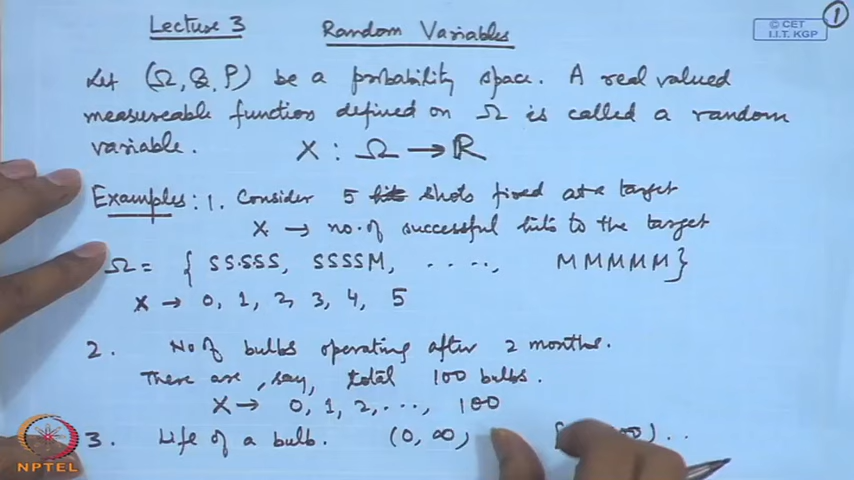 Lecture 3 Random Variables
© CET
I.I.T. KGP
1
Let (Ω, B, P) be a probability space. A real valued
measureable function defined on Ω is called a random
variable. X : Ω → ℝ
Examples: 1. Consider 5 shots fired at a target
X → no. of successful hits to the target
Ω = { SSSSS, SSSSM, . . . . ., MMMMM}
X → 0, 1, 2, 3, 4, 5
2. No of bulbs operating after 2 months.
There are, say, total 100 bulbs.
X → 0, 1, 2, ..., 100
3. Life of a bulb. (0, ∞),
NPTEL